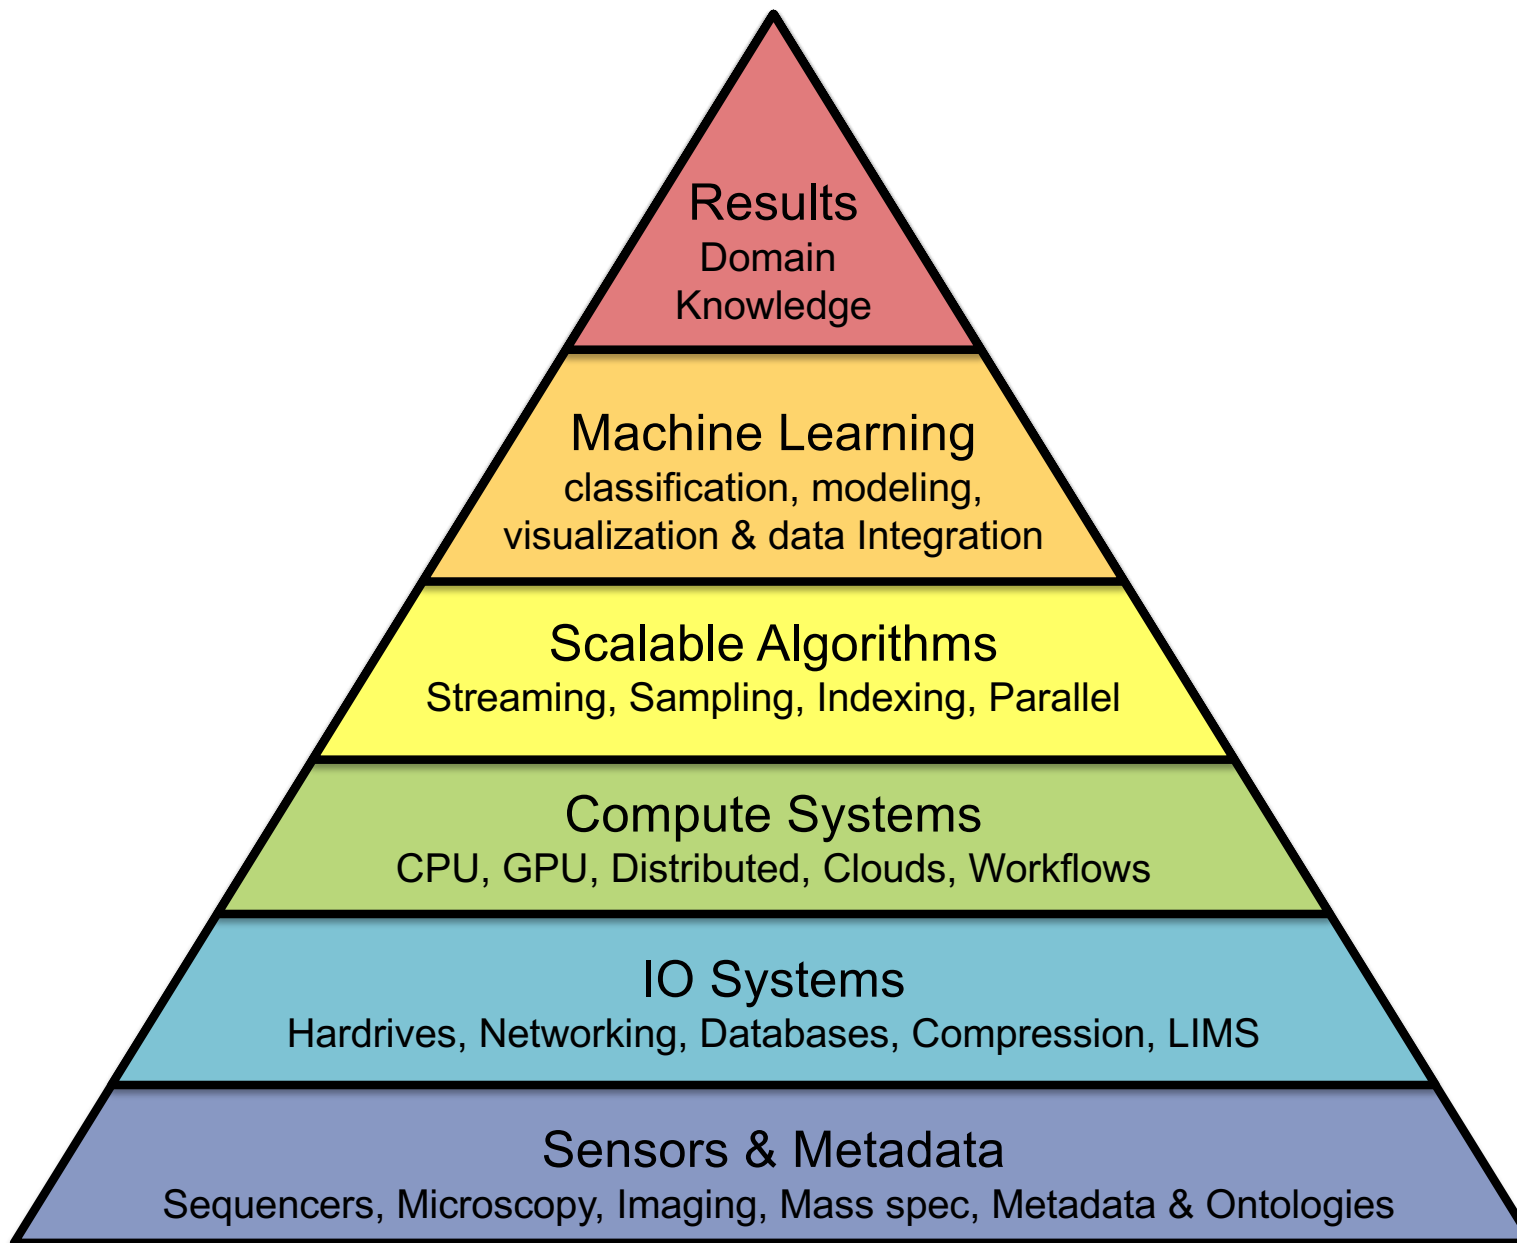 Results
Domain
Knowledge
Machine Learning
classification, modeling,
visualization & data Integration
Scalable Algorithms
Streaming, Sampling, Indexing, Parallel
Compute Systems
CPU, GPU, Distributed, Clouds, Workflows
IO Systems
Hardrives, Networking, Databases, Compression, LIMS
Sensors & Metadata
Sequencers, Microscopy, Imaging, Mass spec, Metadata & Ontologies